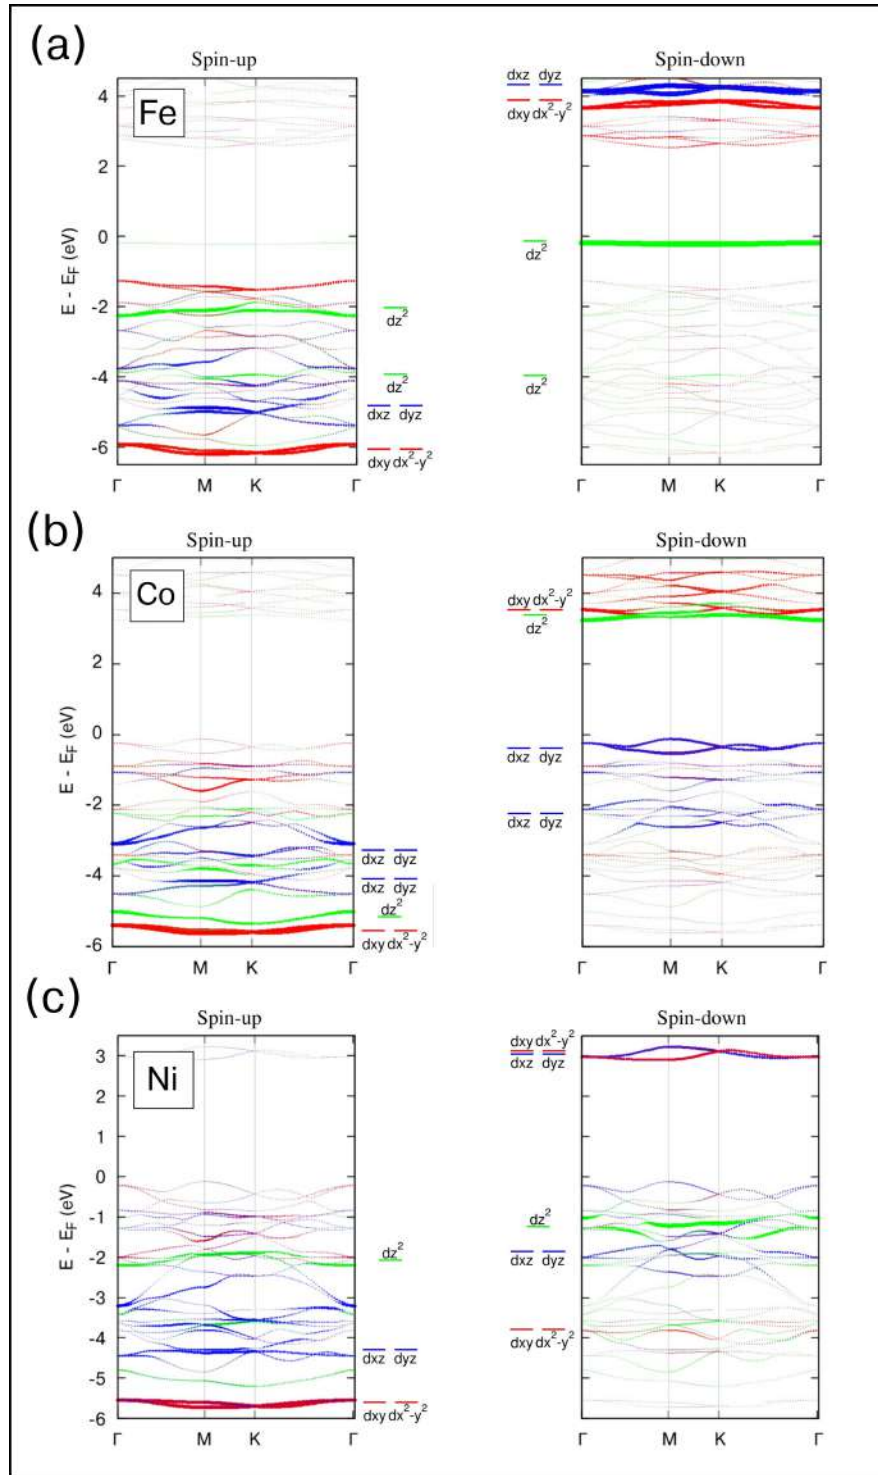 (a)
Spin-up
Spin-down
Fe
E - E_F (eV)
4
2
0
-2
-4
-6
dz²
dz²
dxz dyz
dxy dx²-y²
Γ M K Γ
dxz dyz
dxy dx²-y²
dz²
dz²
Γ M K Γ
(b)
Spin-up
Spin-down
Co
E - E_F (eV)
4
2
0
-2
-4
-6
dxz dyz
dxz dyz
dz²
dxy dx²-y²
Γ M K Γ
dxy dx²-y²
dz²
dxz dyz
dxz dyz
Γ M K Γ
(c)
Spin-up
Spin-down
Ni
E - E_F (eV)
3
2
1
0
-1
-2
-3
-4
-5
-6
dz²
dxz dyz
dxy dx²-y²
Γ M K Γ
dxy dx²-y²
dxz dyz
dz²
dxz dyz
dxy dx²-y²
Γ M K Γ